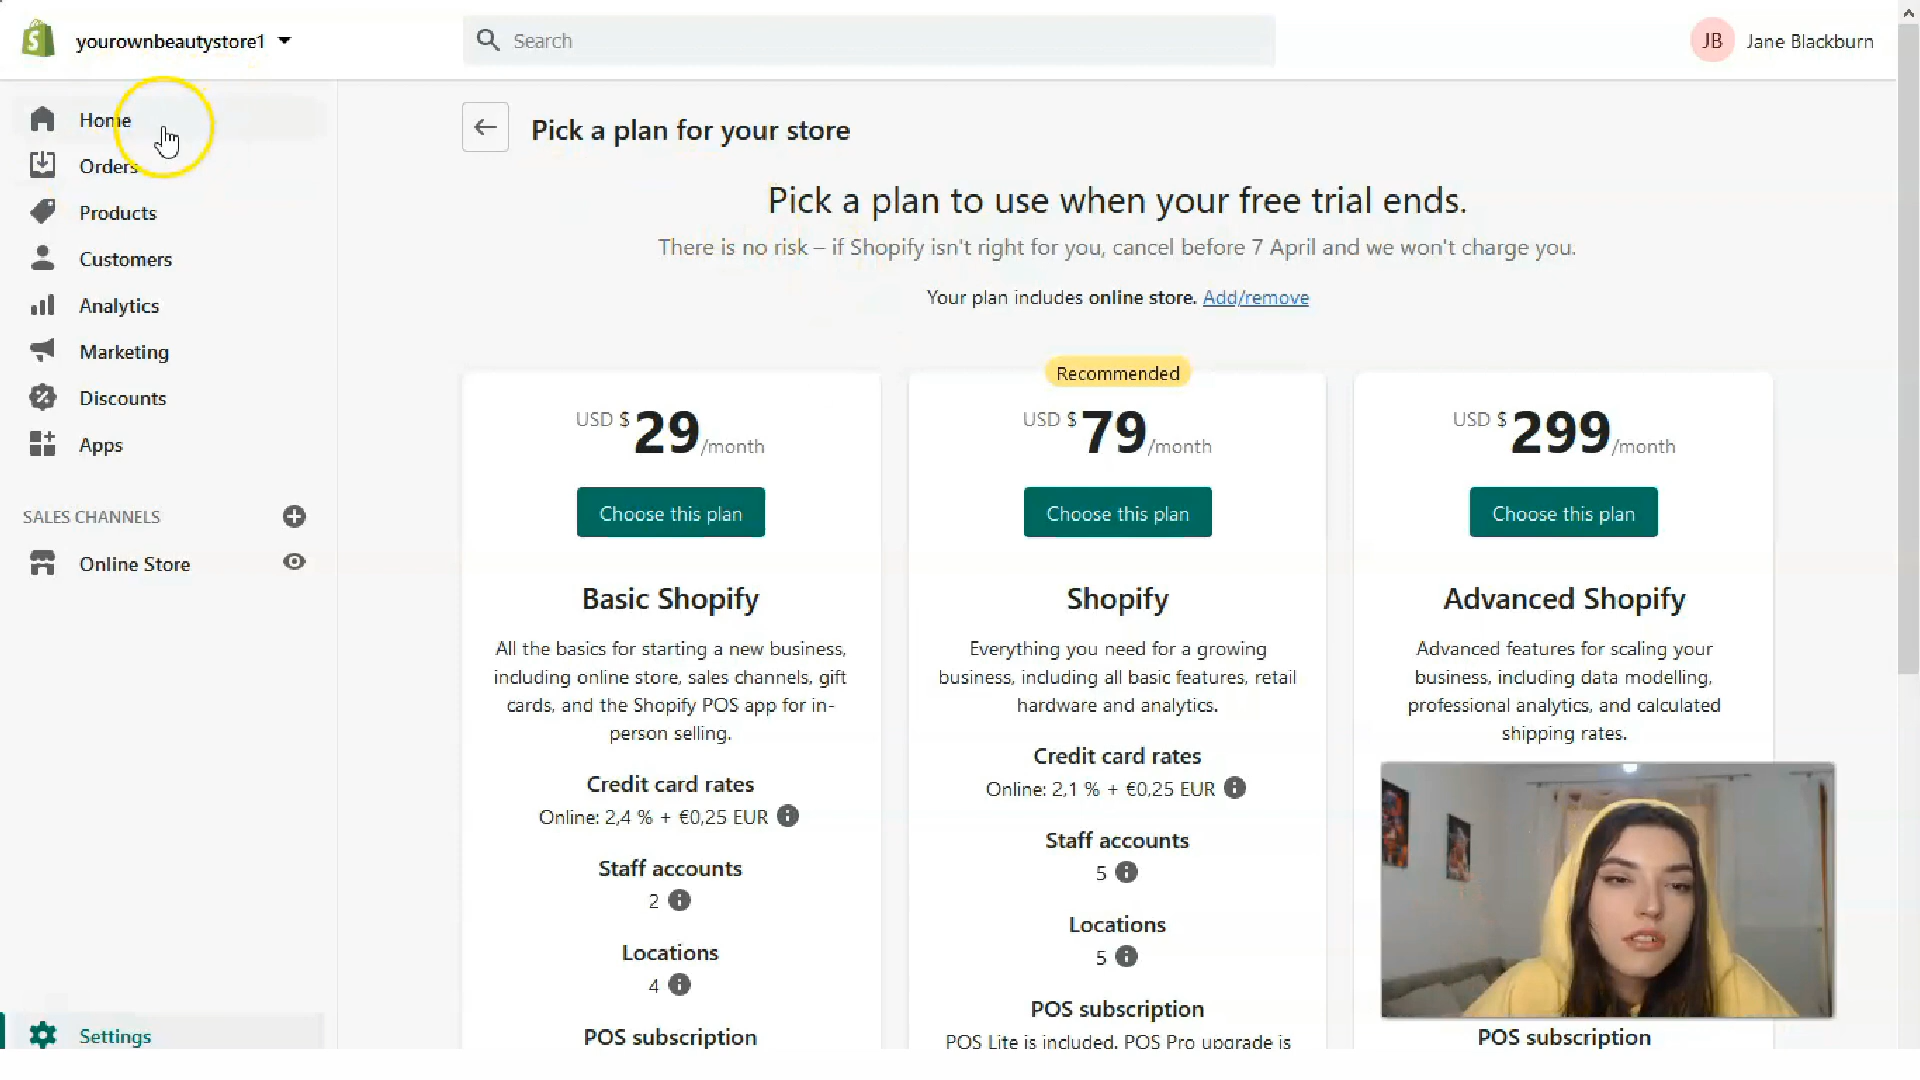 yourownbeautystore1
Search
JB
Jane Blackburn
Home
Orders
Products
Customers
Analytics
Marketing
Discounts
Apps
SALES CHANNELS
Online Store
Settings
Pick a plan for your store
Pick a plan to use when your free trial ends.
There is no risk – if Shopify isn't right for you, cancel before 7 April and we won't charge you.
Your plan includes online store. Add/remove
USD $ 29 /month
Choose this plan
Basic Shopify
All the basics for starting a new business,
including online store, sales channels, gift
cards, and the Shopify POS app for in-
person selling.
Credit card rates
Online: 2,4 % + €0,25 EUR
Staff accounts
2
Locations
4
POS subscription
Recommended
USD $ 79 /month
Choose this plan
Shopify
Everything you need for a growing
business, including all basic features, retail
hardware and analytics.
Credit card rates
Online: 2,1 % + €0,25 EUR
Staff accounts
5
Locations
5
POS subscription
POS Lite is included. POS Pro upgrade is
USD $ 299 /month
Choose this plan
Advanced Shopify
Advanced features for scaling your
business, including data modelling,
professional analytics, and calculated
shipping rates.
POS subscription